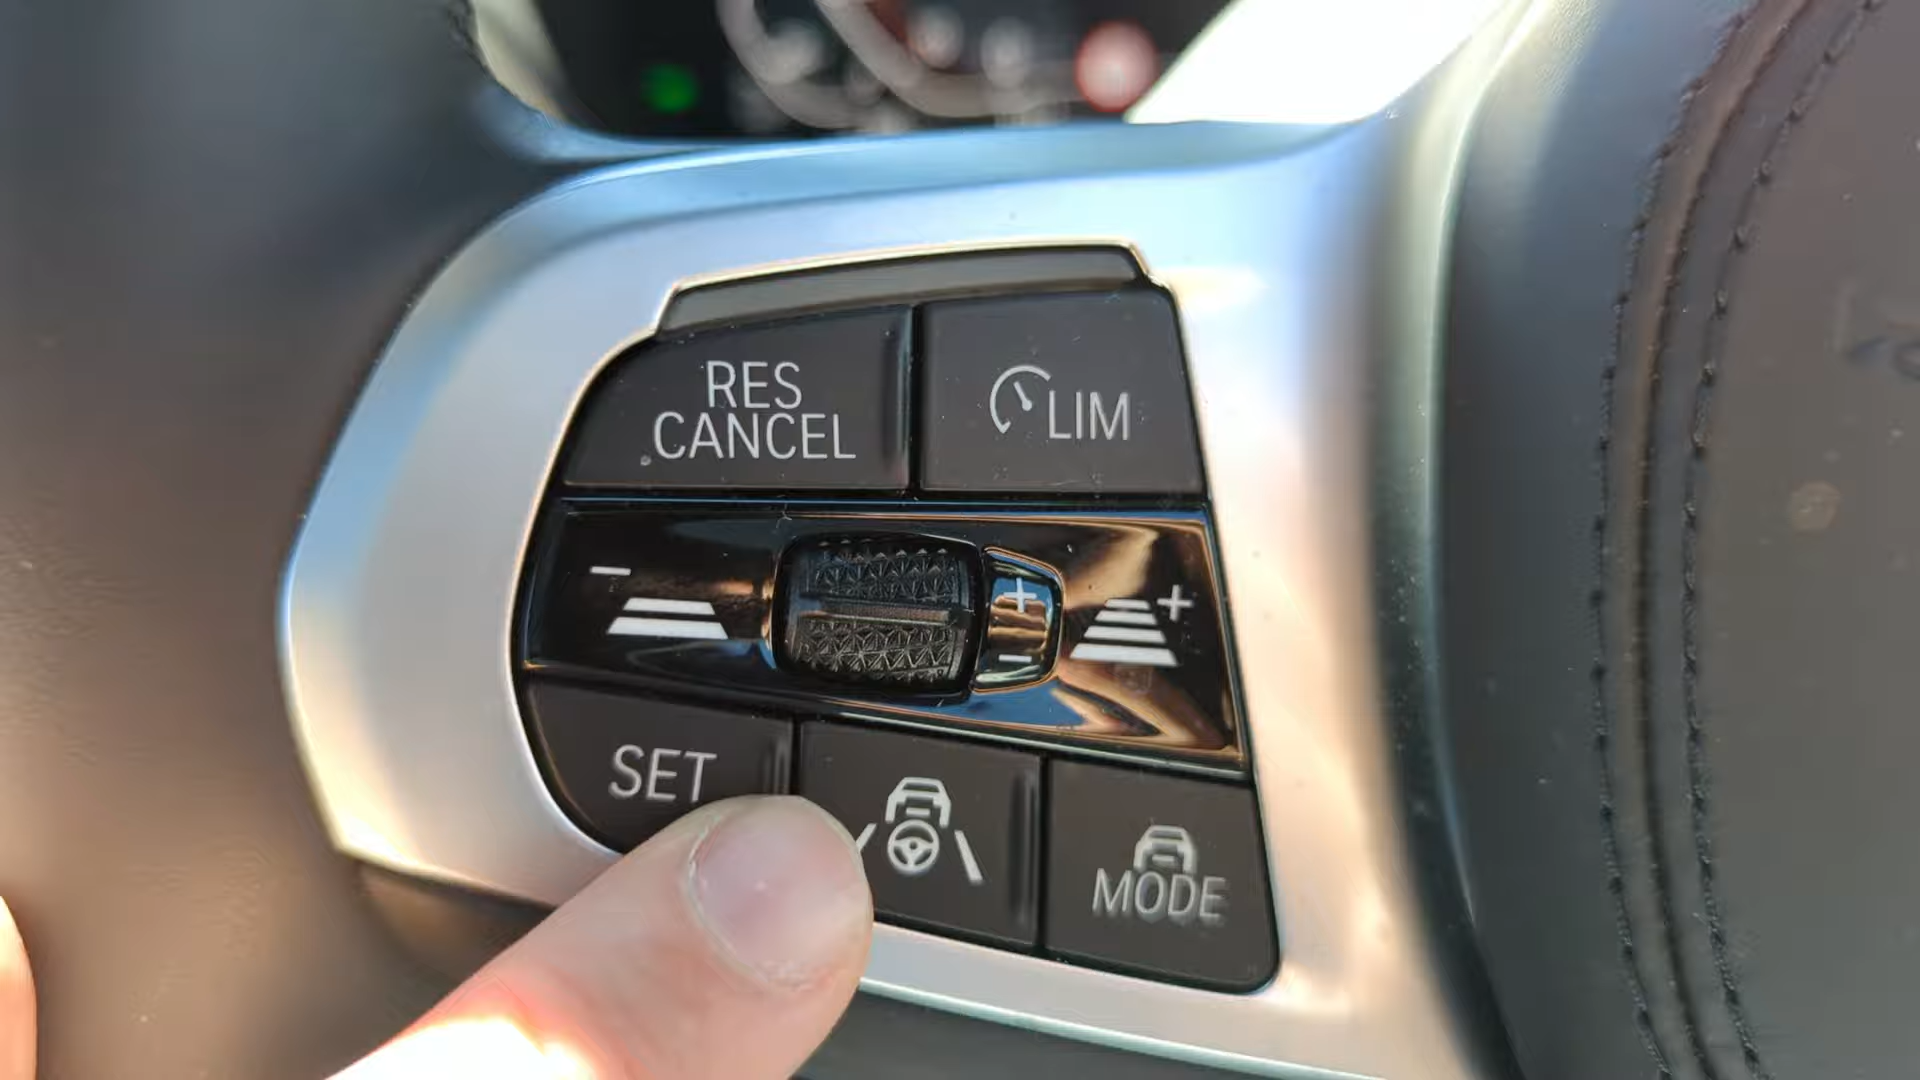 RES
CANCEL
LIM
−
+
−
+
SET
MODE